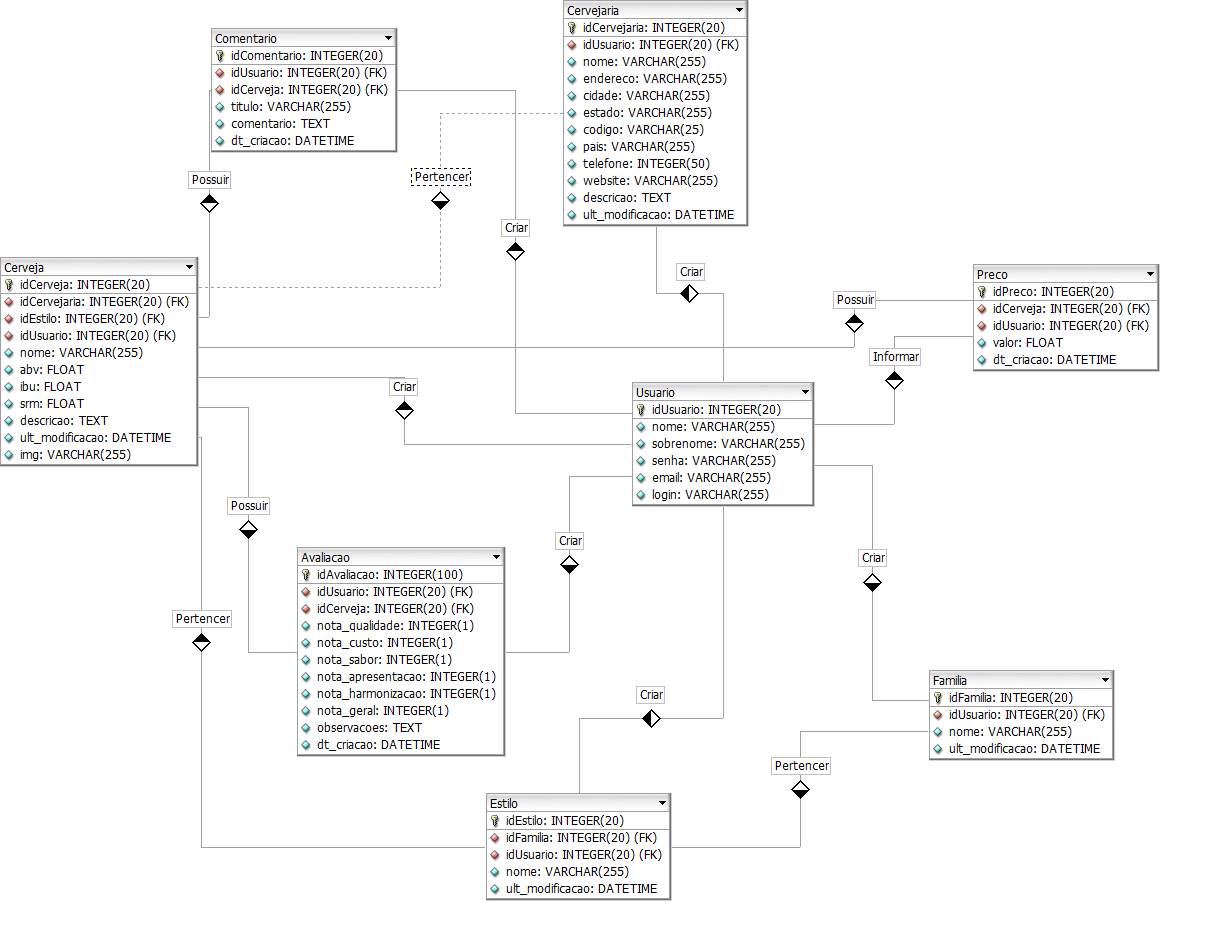 Cervejaria
idCervejaria: INTEGER(20)
idUsuario: INTEGER(20) (FK)
nome: VARCHAR(255)
endereco: VARCHAR(255)
cidade: VARCHAR(255)
estado: VARCHAR(255)
codigo: VARCHAR(25)
pais: VARCHAR(255)
telefone: INTEGER(50)
website: VARCHAR(255)
descricao: TEXT
ult_modificacao: DATETIME
Comentario
idComentario: INTEGER(20)
idUsuario: INTEGER(20) (FK)
idCerveja: INTEGER(20) (FK)
titulo: VARCHAR(255)
comentario: TEXT
dt_criacao: DATETIME
Possuir
Pertencer
Criar
Criar
Cerveja
idCerveja: INTEGER(20)
idCervejaria: INTEGER(20) (FK)
idEstilo: INTEGER(20) (FK)
idUsuario: INTEGER(20) (FK)
nome: VARCHAR(255)
abv: FLOAT
ibu: FLOAT
srm: FLOAT
descricao: TEXT
ult_modificacao: DATETIME
img: VARCHAR(255)
Preco
idPreco: INTEGER(20)
idCerveja: INTEGER(20) (FK)
idUsuario: INTEGER(20) (FK)
valor: FLOAT
dt_criacao: DATETIME
Possuir
Informar
Criar
Usuario
idUsuario: INTEGER(20)
nome: VARCHAR(255)
sobrenome: VARCHAR(255)
senha: VARCHAR(255)
email: VARCHAR(255)
login: VARCHAR(255)
Possuir
Criar
Criar
Avaliacao
idAvaliacao: INTEGER(100)
idUsuario: INTEGER(20) (FK)
idCerveja: INTEGER(20) (FK)
nota_qualidade: INTEGER(1)
nota_custo: INTEGER(1)
nota_sabor: INTEGER(1)
nota_apresentacao: INTEGER(1)
nota_harmonizacao: INTEGER(1)
nota_geral: INTEGER(1)
observacoes: TEXT
dt_criacao: DATETIME
Pertencer
Criar
Familia
idFamilia: INTEGER(20)
idUsuario: INTEGER(20) (FK)
nome: VARCHAR(255)
ult_modificacao: DATETIME
Pertencer
Estilo
idEstilo: INTEGER(20)
idFamilia: INTEGER(20) (FK)
idUsuario: INTEGER(20) (FK)
nome: VARCHAR(255)
ult_modificacao: DATETIME